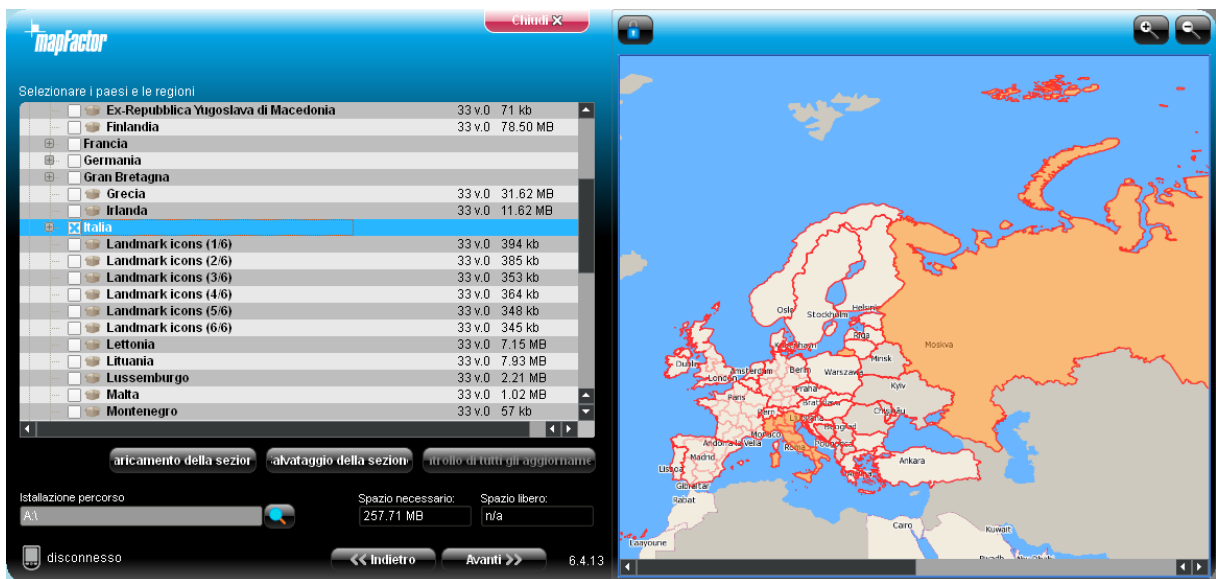 Chiudi X
mapFactor
Selezionare i paesi e le regioni
Ex-Repubblica Yugoslava di Macedonia 33 v.0 71 kb
Finlandia 33 v.0 78.50 MB
Francia
Germania
Gran Bretagna
Grecia 33 v.0 31.62 MB
Irlanda 33 v.0 11.62 MB
Italia
Landmark icons (1/6) 33 v.0 394 kb
Landmark icons (2/6) 33 v.0 385 kb
Landmark icons (3/6) 33 v.0 353 kb
Landmark icons (4/6) 33 v.0 364 kb
Landmark icons (5/6) 33 v.0 348 kb
Landmark icons (6/6) 33 v.0 345 kb
Lettonia 33 v.0 7.15 MB
Lituania 33 v.0 7.93 MB
Lussemburgo 33 v.0 2.21 MB
Malta 33 v.0 1.02 MB
Montenegro 33 v.0 57 kb
aricamento della sezior
alvataggio della sezion
ntrollo di tutti gli aggiorname
Istallazione percorso
Spazio necessario:
Spazio libero:
A:\
257.71 MB
n/a
disconnesso
<< Indietro
Avanti >>
6.4.13
Oslo
Stockholm
Helsinki
Riga
Moskva
Minsk
Dublin
London
Amsterdam
Berlin
Warszawa
Kyiv
Praha
Paris
Bern
Beograd
Monaco
Andorra la Vella
Roma
Madrid
Ankara
Lisboa
Gibraltar
Rabat
Cairo
Kuwait
Laayoune